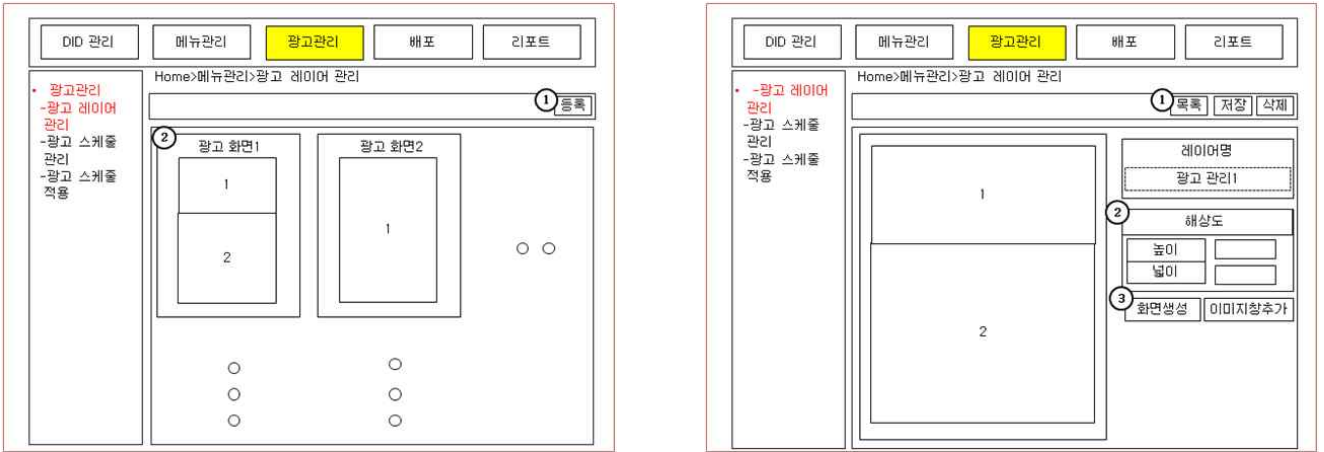 DID 관리 메뉴관리 광고관리 배포 리포트
Home>메뉴관리>광고 레이어 관리
• 광고관리
-광고 레이어
관리
-광고 스케줄
관리
-광고 스케줄
적용
1 등록
2 광고 화면1 광고 화면2
1
2
1
DID 관리 메뉴관리 광고관리 배포 리포트
Home>메뉴관리>광고 레이어 관리
• -광고 레이어
관리
-광고 스케줄
관리
-광고 스케줄
적용
1 목록 저장 삭제
1
2
레이어명
광고 관리1
2 해상도
높이
넓이
3 화면생성 이미지창추가